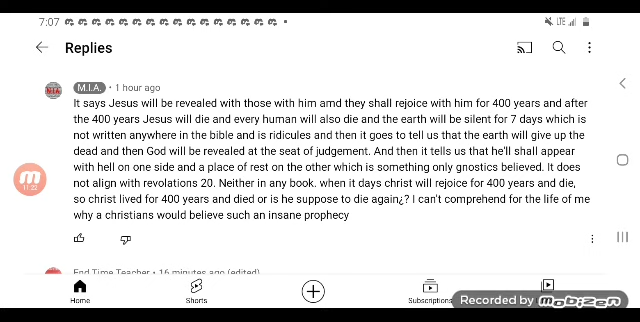 7:07
LTE
Replies
M.I.A. • 1 hour ago
It says Jesus will be revealed with those with him amd they shall rejoice with him for 400 years and after
the 400 years Jesus will die and every human will also die and the earth will be silent for 7 days which is
not written anywhere in the bible and is ridicules and then it goes to tell us that the earth will give up the
dead and then God will be revealed at the seat of judgement. And then it tells us that he'll shall appear
with hell on one side and a place of rest on the other which is something only gnostics believed. It does
not align with revolations 20. Neither in any book. when it days christ will rejoice for 400 years and die,
so christ lived for 400 years and died or is he suppose to die again¿? I can't comprehend for the life of me
why a christians would believe such an insane prophecy
11:22
End Time Teacher • 16 minutes ago (edited)
Home
Shorts
Subscriptions
Recorded by mobizen